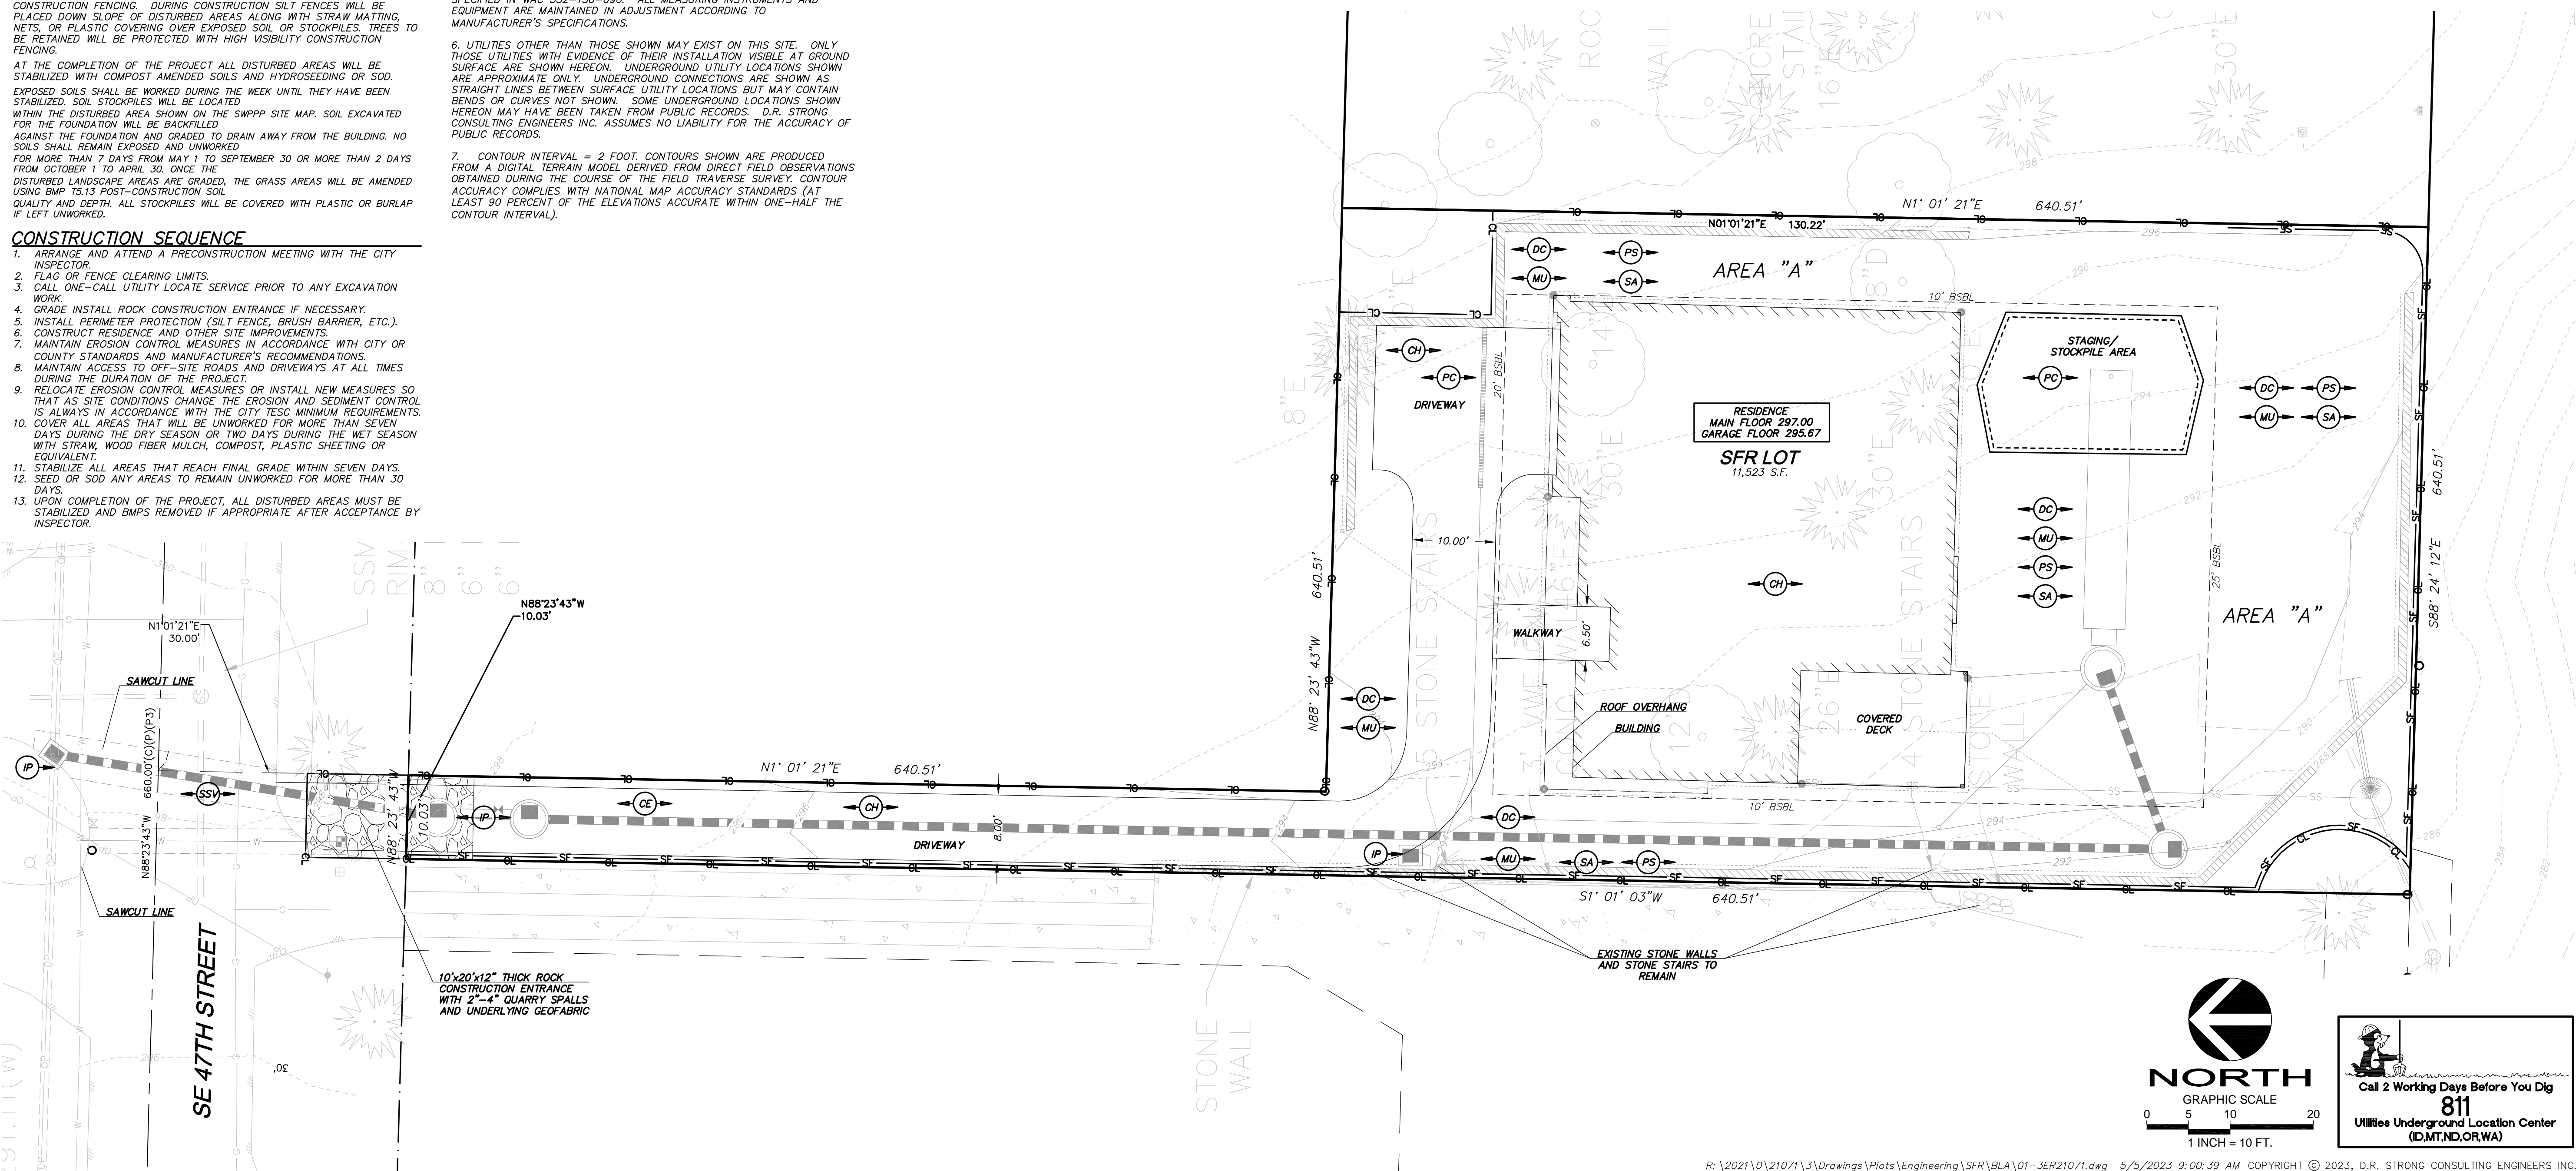 CONSTRUCTION FENCING. DURING CONSTRUCTION SILT FENCES WILL BE
PLACED DOWN SLOPE OF DISTURBED AREAS ALONG WITH STRAW MATTING,
NETS, OR PLASTIC COVERING OVER EXPOSED SOIL OR STOCKPILES. TREES TO
BE RETAINED WILL BE PROTECTED WITH HIGH VISIBILITY CONSTRUCTION
FENCING.
AT THE COMPLETION OF THE PROJECT ALL DISTURBED AREAS WILL BE
STABILIZED WITH COMPOST AMENDED SOILS AND HYDROSEEDING OR SOD.
EXPOSED SOILS SHALL BE WORKED DURING THE WEEK UNTIL THEY HAVE BEEN
STABILIZED. SOIL STOCKPILES WILL BE LOCATED
WITHIN THE DISTURBED AREA SHOWN ON THE SWPPP SITE MAP. SOIL EXCAVATED
FOR THE FOUNDATION WILL BE BACKFILLED
AGAINST THE FOUNDATION AND GRADED TO DRAIN AWAY FROM THE BUILDING. NO
SOILS SHALL REMAIN EXPOSED AND UNWORKED
FOR MORE THAN 7 DAYS FROM MAY 1 TO SEPTEMBER 30 OR MORE THAN 2 DAYS
FROM OCTOBER 1 TO APRIL 30. ONCE THE
DISTURBED LANDSCAPE AREAS ARE GRADED, THE GRASS AREAS WILL BE AMENDED
USING BMP T5.13 POST-CONSTRUCTION SOIL
QUALITY AND DEPTH. ALL STOCKPILES WILL BE COVERED WITH PLASTIC OR BURLAP
IF LEFT UNWORKED.
CONSTRUCTION SEQUENCE
1. ARRANGE AND ATTEND A PRECONSTRUCTION MEETING WITH THE CITY
INSPECTOR.
2. FLAG OR FENCE CLEARING LIMITS.
3. CALL ONE-CALL UTILITY LOCATE SERVICE PRIOR TO ANY EXCAVATION
WORK.
4. GRADE INSTALL ROCK CONSTRUCTION ENTRANCE IF NECESSARY.
5. INSTALL PERIMETER PROTECTION (SILT FENCE, BRUSH BARRIER, ETC.).
6. CONSTRUCT RESIDENCE AND OTHER SITE IMPROVEMENTS.
7. MAINTAIN EROSION CONTROL MEASURES IN ACCORDANCE WITH CITY OR
COUNTY STANDARDS AND MANUFACTURER'S RECOMMENDATIONS.
8. MAINTAIN ACCESS TO OFF-SITE ROADS AND DRIVEWAYS AT ALL TIMES
DURING THE DURATION OF THE PROJECT.
9. RELOCATE EROSION CONTROL MEASURES OR INSTALL NEW MEASURES SO
THAT AS SITE CONDITIONS CHANGE THE EROSION AND SEDIMENT CONTROL
IS ALWAYS IN ACCORDANCE WITH THE CITY TESC MINIMUM REQUIREMENTS.
10. COVER ALL AREAS THAT WILL BE UNWORKED FOR MORE THAN SEVEN
DAYS DURING THE DRY SEASON OR TWO DAYS DURING THE WET SEASON
WITH STRAW, WOOD FIBER MULCH, COMPOST, PLASTIC SHEETING OR
EQUIVALENT.
11. STABILIZE ALL AREAS THAT REACH FINAL GRADE WITHIN SEVEN DAYS.
12. SEED OR SOD ANY AREAS TO REMAIN UNWORKED FOR MORE THAN 30
DAYS.
13. UPON COMPLETION OF THE PROJECT, ALL DISTURBED AREAS MUST BE
STABILIZED AND BMPS REMOVED IF APPROPRIATE AFTER ACCEPTANCE BY
INSPECTOR.
SPECIFIED IN WAC 332-130-090. ALL MEASURING INSTRUMENTS AND
EQUIPMENT ARE MAINTAINED IN ADJUSTMENT ACCORDING TO
MANUFACTURER'S SPECIFICATIONS.
6. UTILITIES OTHER THAN THOSE SHOWN MAY EXIST ON THIS SITE. ONLY
THOSE UTILITIES WITH EVIDENCE OF THEIR INSTALLATION VISIBLE AT GROUND
SURFACE ARE SHOWN HEREON. UNDERGROUND UTILITY LOCATIONS SHOWN
ARE APPROXIMATE ONLY. UNDERGROUND CONNECTIONS ARE SHOWN AS
STRAIGHT LINES BETWEEN SURFACE UTILITY LOCATIONS BUT MAY CONTAIN
BENDS OR CURVES NOT SHOWN. SOME UNDERGROUND LOCATIONS SHOWN
HEREON MAY HAVE BEEN TAKEN FROM PUBLIC RECORDS. D.R. STRONG
CONSULTING ENGINEERS INC. ASSUMES NO LIABILITY FOR THE ACCURACY OF
PUBLIC RECORDS.
7. CONTOUR INTERVAL = 2 FOOT. CONTOURS SHOWN ARE PRODUCED
FROM A DIGITAL TERRAIN MODEL DERIVED FROM DIRECT FIELD OBSERVATIONS
OBTAINED DURING THE COURSE OF THE FIELD TRAVERSE SURVEY. CONTOUR
ACCURACY COMPLIES WITH NATIONAL MAP ACCURACY STANDARDS (AT
LEAST 90 PERCENT OF THE ELEVATIONS ACCURATE WITHIN ONE-HALF THE
CONTOUR INTERVAL).
N1° 01' 21"E 640.51'
N01°01'21"E 130.22'
AREA "A"
10' BSBL
20' BSBL
DRIVEWAY
STAGING/
STOCKPILE AREA
RESIDENCE
MAIN FLOOR 297.00
GARAGE FLOOR 295.67
SFR LOT
11,523 S.F.
10.00'
WALKWAY
6.50'
ROOF OVERHANG
BUILDING
COVERED
DECK
25' BSBL
AREA "A"
S88° 24' 12"E 640.51'
N88° 23' 43"W 640.51'
10' BSBL
N88°23'43"W
10.03'
N1°01'21"E
30.00'
SAWCUT LINE
N88°23'43"W 660.00'(C)(P)(P3)
N88° 23' 43"W
10.03'
N1° 01' 21"E 640.51'
DRIVEWAY
8.00'
S1° 01' 03"W 640.51'
SAWCUT LINE
SE 47TH STREET
30'
10'x20'x12" THICK ROCK
CONSTRUCTION ENTRANCE
WITH 2"-4" QUARRY SPALLS
AND UNDERLYING GEOFABRIC
EXISTING STONE WALLS
AND STONE STAIRS TO
REMAIN
STONE
WALL
NORTH
GRAPHIC SCALE
0 5 10 20
1 INCH = 10 FT.
Call 2 Working Days Before You Dig
811
Utilities Underground Location Center
(ID,MT,ND,OR,WA)
R:\2021\0\21071\3\Drawings\Plots\Engineering\SFR\BLA\01-3ER21071.dwg 5/5/2023 9:00:39 AM COPYRIGHT © 2023, D.R. STRONG CONSULTING ENGINEERS INC